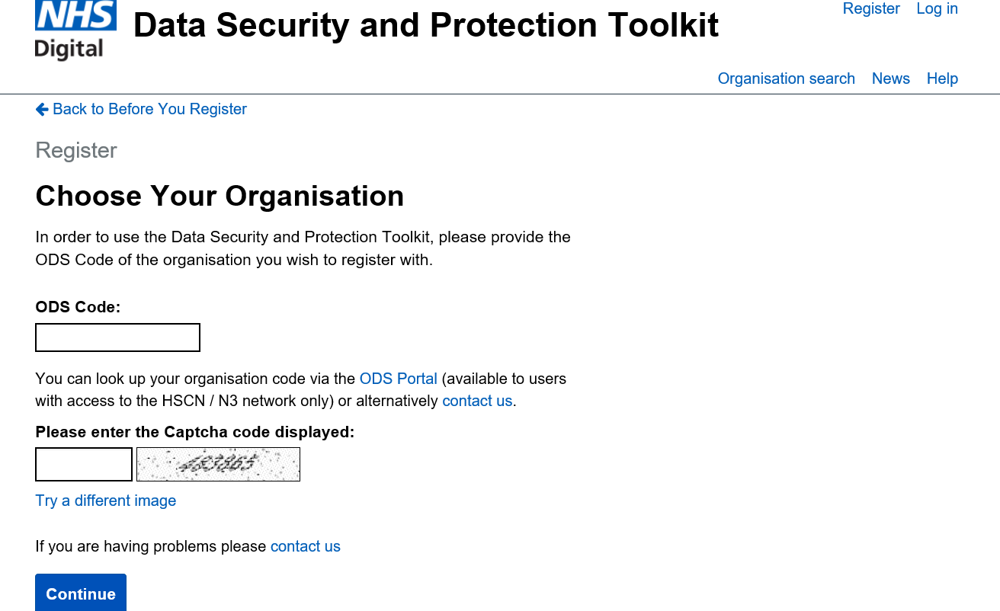 NHS
Digital
Data Security and Protection Toolkit
Register Log in
Organisation search News Help
Back to Before You Register
Register
Choose Your Organisation
In order to use the Data Security and Protection Toolkit, please provide the
ODS Code of the organisation you wish to register with.
ODS Code:
You can look up your organisation code via the ODS Portal (available to users
with access to the HSCN / N3 network only) or alternatively contact us.
Please enter the Captcha code displayed:
Try a different image
If you are having problems please contact us
Continue